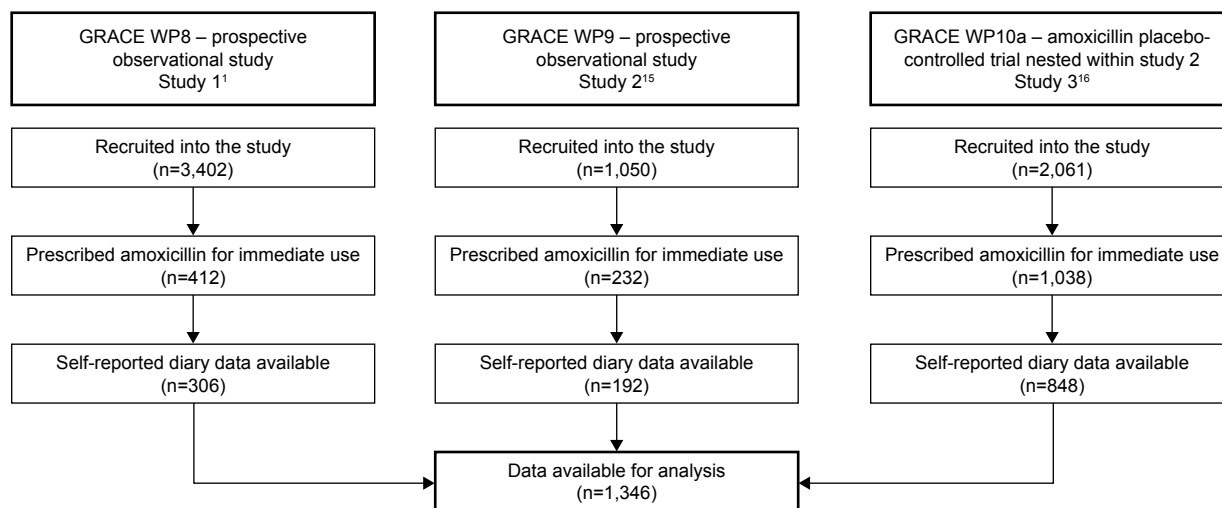 GRACE WP8 – prospective
observational study
Study 1¹
GRACE WP9 – prospective
observational study
Study 2¹⁵
GRACE WP10a – amoxicillin placebo-
controlled trial nested within study 2
Study 3¹⁶
Recruited into the study
(n=3,402)
Recruited into the study
(n=1,050)
Recruited into the study
(n=2,061)
Prescribed amoxicillin for immediate use
(n=412)
Prescribed amoxicillin for immediate use
(n=232)
Prescribed amoxicillin for immediate use
(n=1,038)
Self-reported diary data available
(n=306)
Self-reported diary data available
(n=192)
Self-reported diary data available
(n=848)
Data available for analysis
(n=1,346)